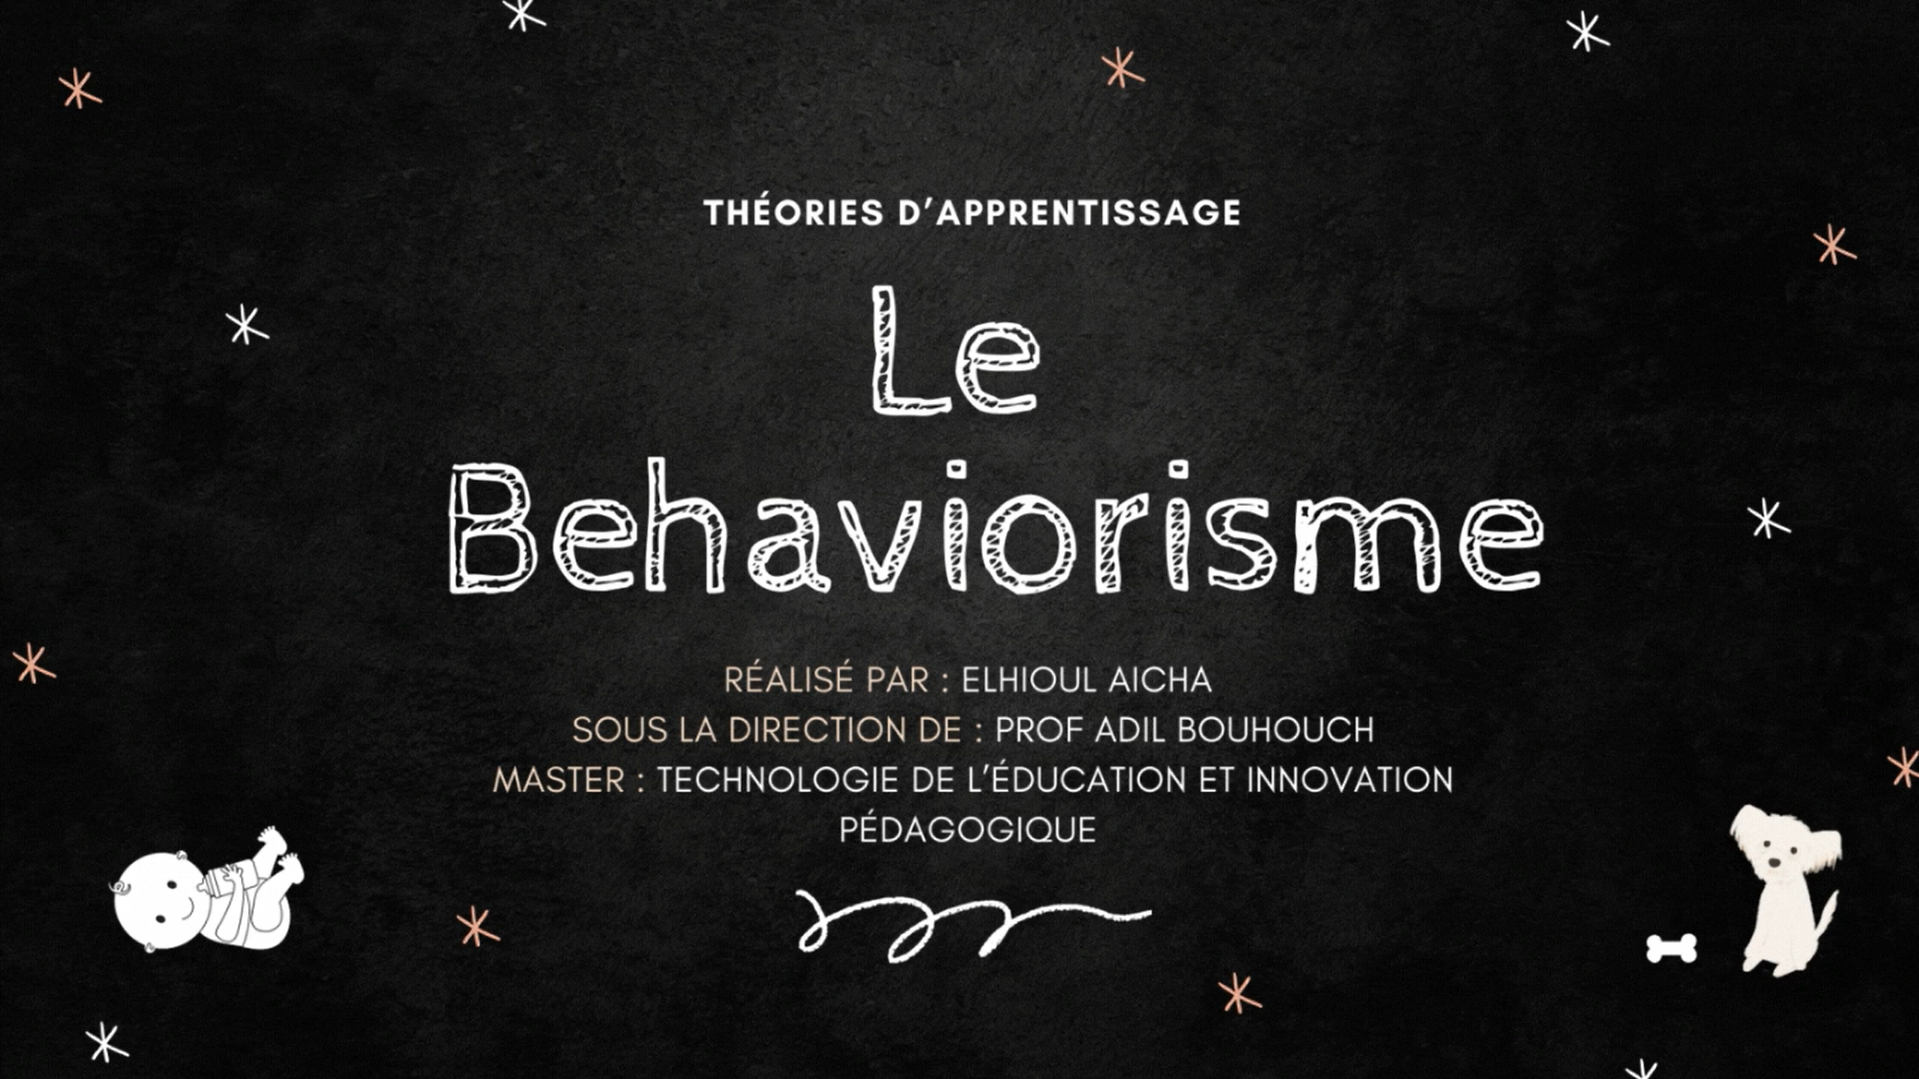 THÉORIES D’APPRENTISSAGE
Le
Behaviorisme
RÉALISÉ PAR : ELHIOUL AICHA
SOUS LA DIRECTION DE : PROF ADIL BOUHOUCH
MASTER : TECHNOLOGIE DE L’ÉDUCATION ET INNOVATION
PÉDAGOGIQUE